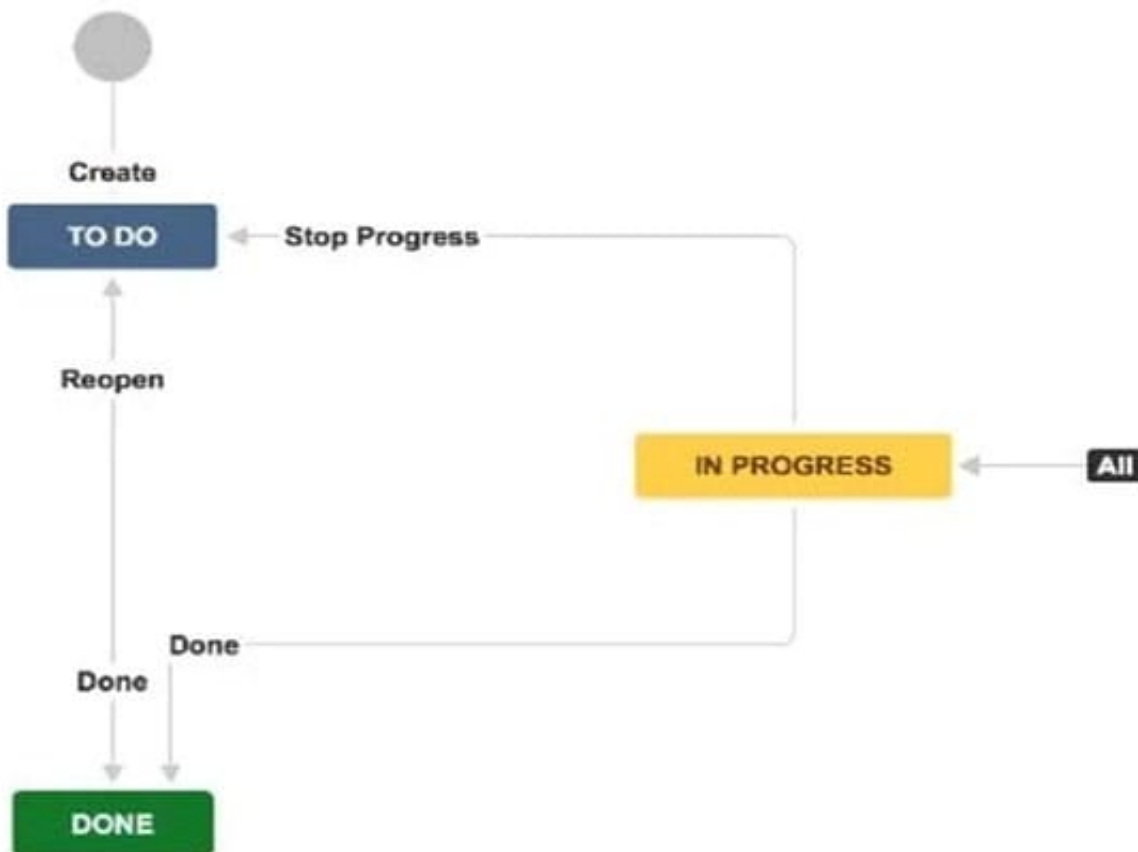 Create
TO DO
Stop Progress
Reopen
IN PROGRESS
All
Done
Done
DONE